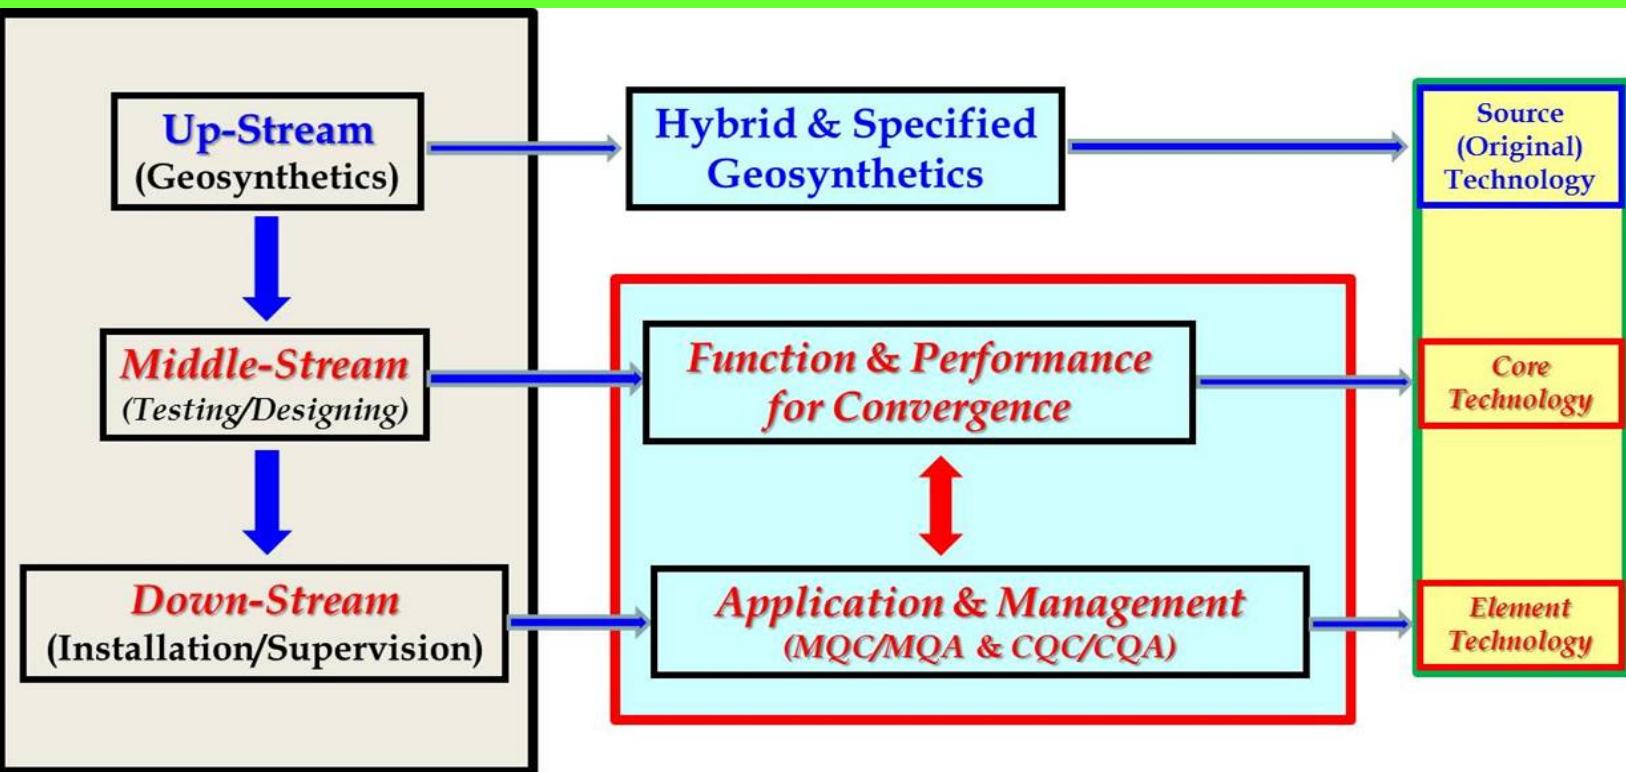 Up-Stream
(Geosynthetics)
Hybrid & Specified
Geosynthetics
Source
(Original)
Technology
Middle-Stream
(Testing/Designing)
Function & Performance
for Convergence
Core
Technology
Down-Stream
(Installation/Supervision)
Application & Management
(MQC/MQA & CQC/CQA)
Element
Technology